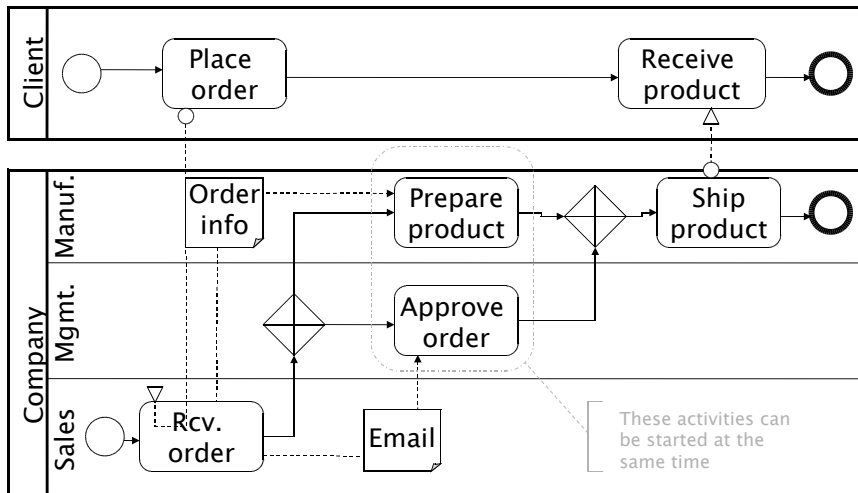 Client
Place
order
Receive
product
Company
Manuf.
Order
info
Prepare
product
Ship
product
Mgmt.
Approve
order
Sales
Rcv.
order
Email
These activities can
be started at the
same time